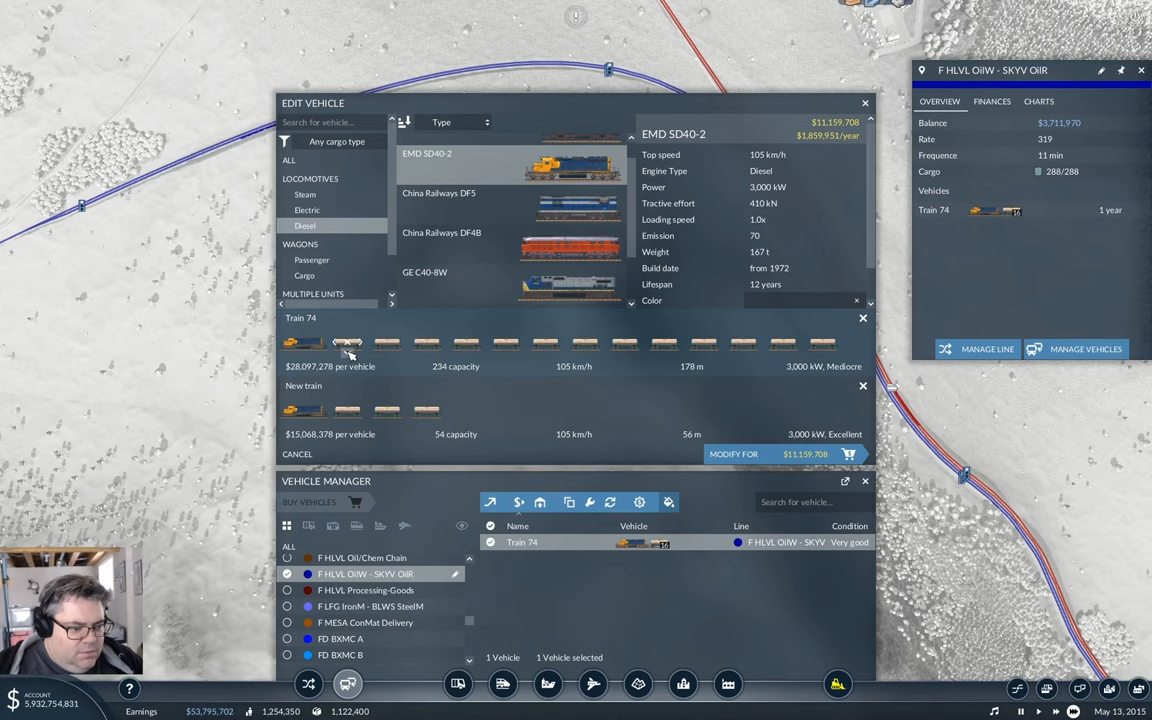 EDIT VEHICLE
Search for vehicle...
Type
Any cargo type
ALL
LOCOMOTIVES
Steam
Electric
Diesel
WAGONS
Passenger
Cargo
MULTIPLE UNITS
EMD SD40-2
China Railways DF5
China Railways DF4B
GE C40-8W
$11,159,708
EMD SD40-2
$1,859,951/year
Top speed 105 km/h
Engine Type Diesel
Power 3,000 kW
Tractive effort 410 kN
Loading speed 1.0x
Emission 70
Weight 167 t
Build date from 1972
Lifespan 12 years
Color
Train 74
$28,097,278 per vehicle 234 capacity 105 km/h 178 m 3,000 kW, Mediocre
New train
$15,068,378 per vehicle 54 capacity 105 km/h 56 m 3,000 kW, Excellent
CANCEL
MODIFY FOR $11,159,708
F HLVL OilW - SKYV OilR
OVERVIEW FINANCES CHARTS
Balance $3,711,970
Rate 319
Frequence 11 min
Cargo 288/288
Vehicles
Train 74 16 1 year
MANAGE LINE MANAGE VEHICLES
VEHICLE MANAGER
BUY VEHICLES
Search for vehicle...
Name Vehicle Line Condition
Train 74 16 F HLVL OilW - SKYV Very good
ALL
F HLVL Oil/Chem Chain
F HLVL OilW - SKYV OilR
F HLVL Processing-Goods
F LFG IronM - BLWS SteelM
F MESA ConMat Delivery
FD BXMC A
FD BXMC B
1 Vehicle 1 Vehicle selected
$ ACCOUNT
5,932,754,831
?
Earnings $53,795,702 1,254,350 1,122,400
May 13, 2015